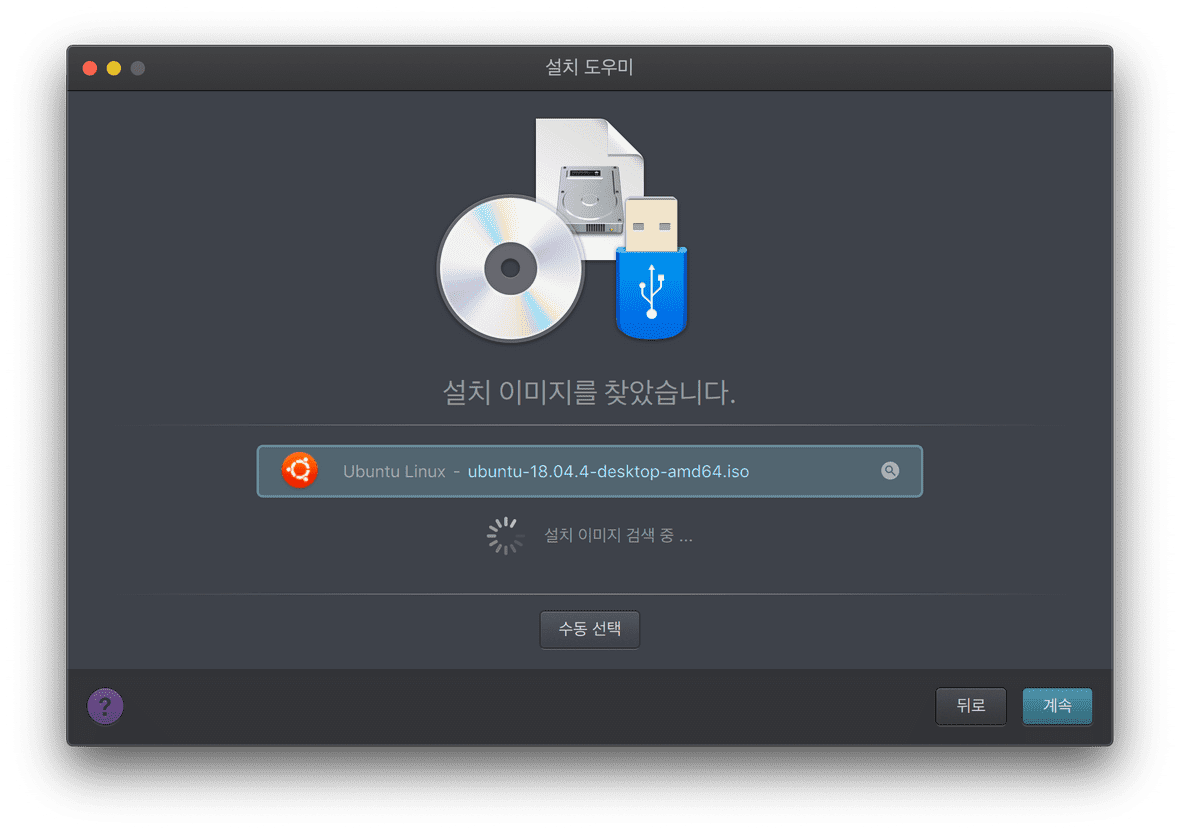 설치 도우미
설치 이미지를 찾았습니다.
Ubuntu Linux - ubuntu-18.04.4-desktop-amd64.iso
설치 이미지 검색 중 ...
수동 선택
?
뒤로
계속